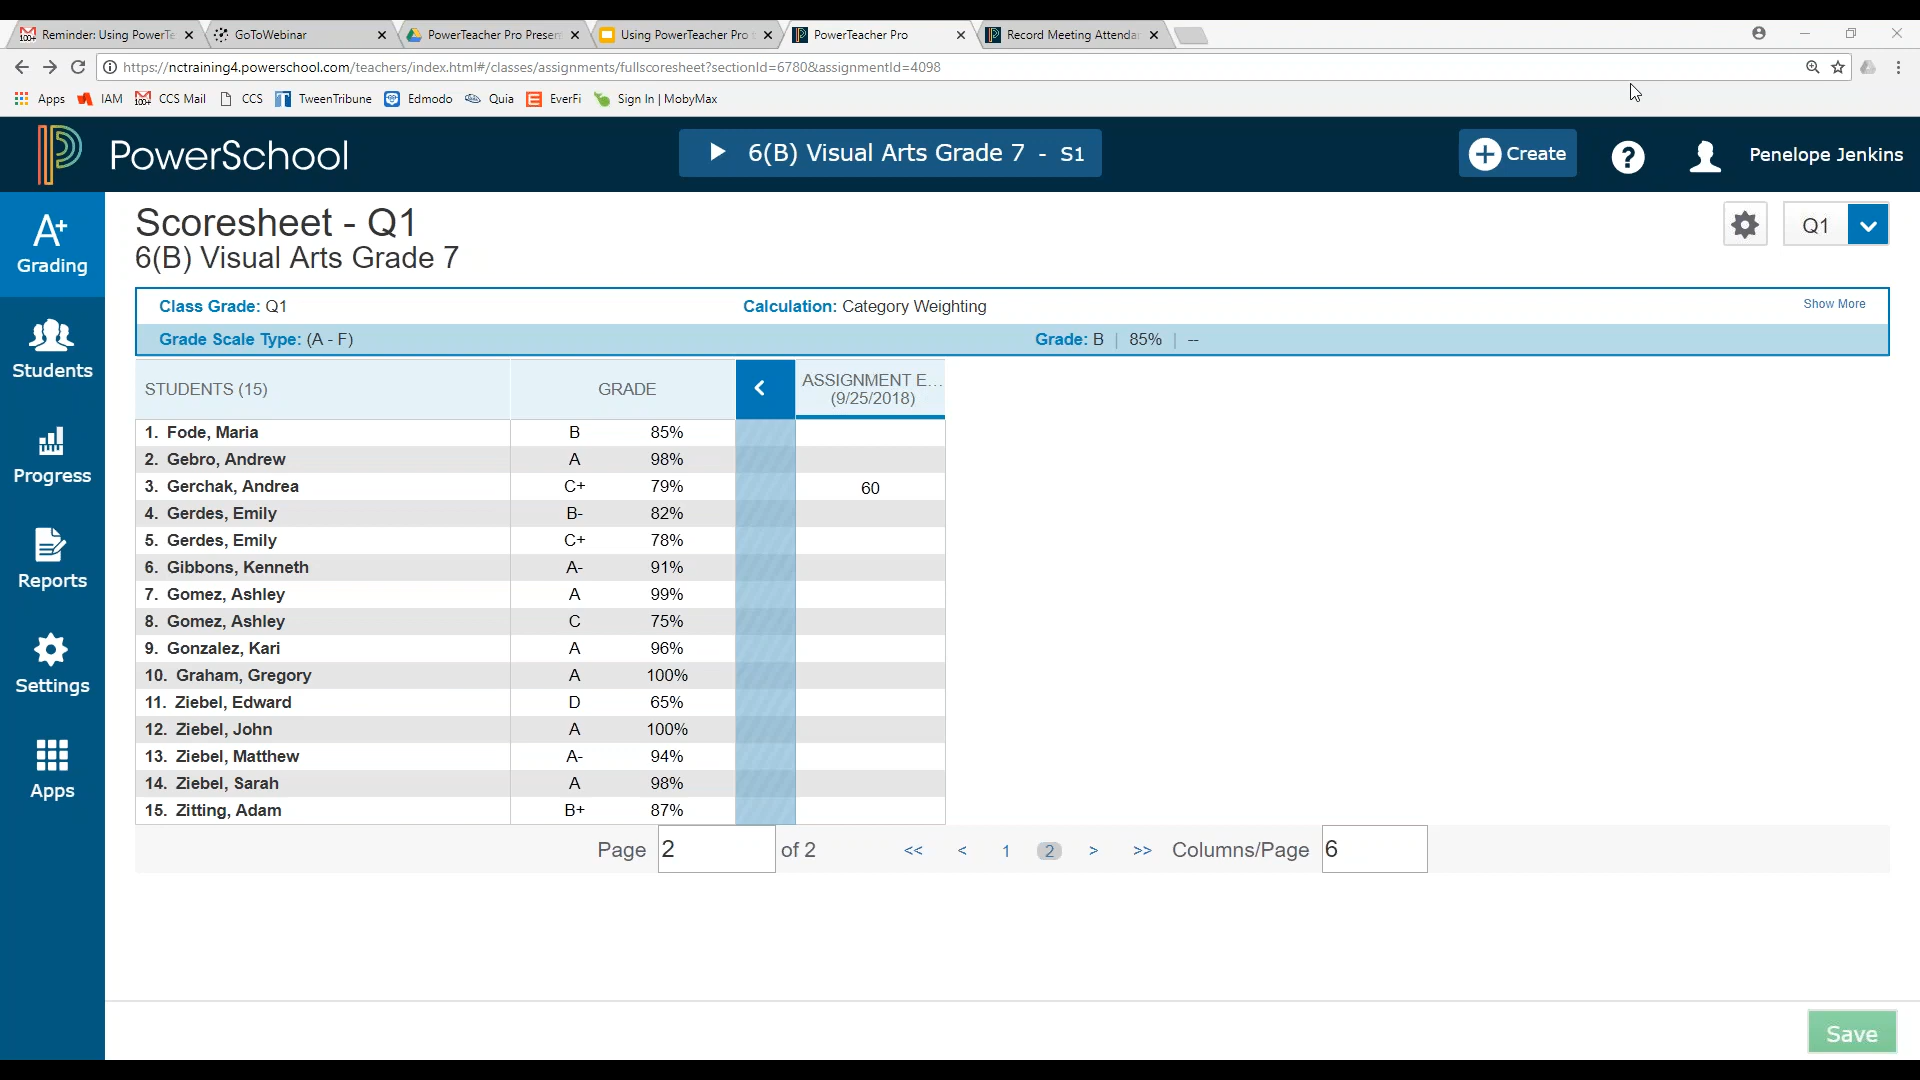 Reminder: Using PowerTe
GoToWebinar
PowerTeacher Pro Presen
Using PowerTeacher Pro
PowerTeacher Pro
Record Meeting Attenda
https://nctraining4.powerschool.com/teachers/index.html#/classes/assignments/fullscoresheet?sectionId=6780&assignmentId=4098
Apps IAM CCS Mail CCS TweenTribune Edmodo Quia EverFi Sign In | MobyMax
PowerSchool
6(B) Visual Arts Grade 7 - S1
Create
?
Penelope Jenkins
A+
Grading
Students
Progress
Reports
Settings
Apps
Scoresheet - Q1
6(B) Visual Arts Grade 7
Q1
Class Grade: Q1 Calculation: Category Weighting Show More
Grade Scale Type: (A - F) Grade: B | 85% | --
STUDENTS (15) GRADE < ASSIGNMENT E...
(9/25/2018)
1. Fode, Maria B 85%
2. Gebro, Andrew A 98%
3. Gerchak, Andrea C+ 79% 60
4. Gerdes, Emily B- 82%
5. Gerdes, Emily C+ 78%
6. Gibbons, Kenneth A- 91%
7. Gomez, Ashley A 99%
8. Gomez, Ashley C 75%
9. Gonzalez, Kari A 96%
10. Graham, Gregory A 100%
11. Ziebel, Edward D 65%
12. Ziebel, John A 100%
13. Ziebel, Matthew A- 94%
14. Ziebel, Sarah A 98%
15. Zitting, Adam B+ 87%
Page 2 of 2 << < 1 2 > >> Columns/Page 6
Save